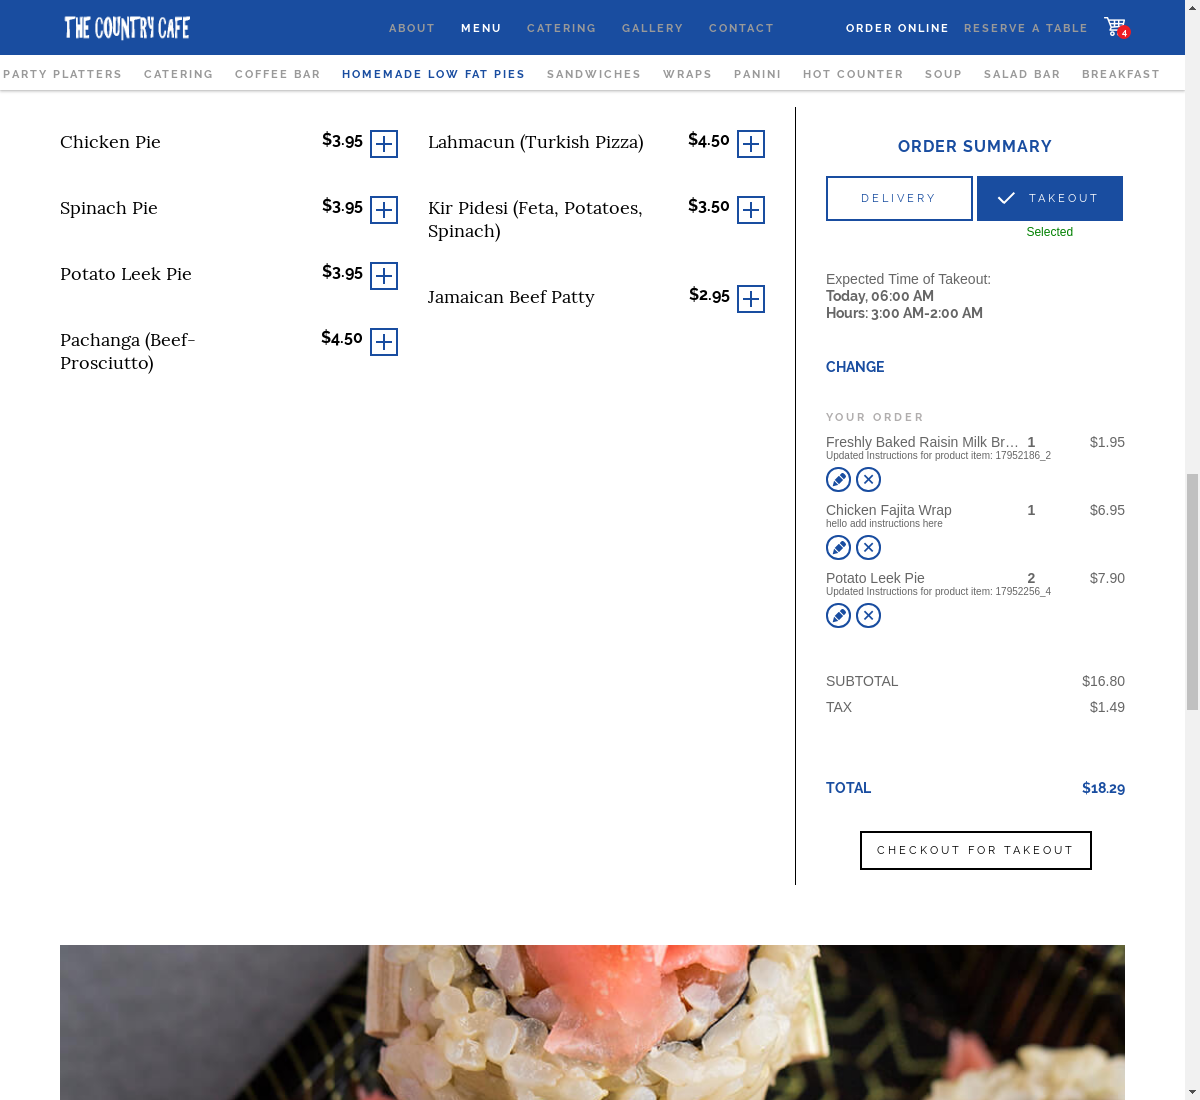 THE COUNTRY CAFE
ABOUT MENU CATERING GALLERY CONTACT ORDER ONLINE RESERVE A TABLE 4
PARTY PLATTERS CATERING COFFEE BAR HOMEMADE LOW FAT PIES SANDWICHES WRAPS PANINI HOT COUNTER SOUP SALAD BAR BREAKFAST
Chicken Pie $3.95
Spinach Pie $3.95
Potato Leek Pie $3.95
Pachanga (Beef-
Prosciutto) $4.50
Lahmacun (Turkish Pizza) $4.50
Kir Pidesi (Feta, Potatoes,
Spinach) $3.50
Jamaican Beef Patty $2.95
ORDER SUMMARY
DELIVERY TAKEOUT
Selected
Expected Time of Takeout:
Today, 06:00 AM
Hours: 3:00 AM-2:00 AM
CHANGE
YOUR ORDER
Freshly Baked Raisin Milk Br... 1 $1.95
Updated Instructions for product item: 17952186_2
Chicken Fajita Wrap 1 $6.95
hello add instructions here
Potato Leek Pie 2 $7.90
Updated Instructions for product item: 17952256_4
SUBTOTAL $16.80
TAX $1.49
TOTAL $18.29
CHECKOUT FOR TAKEOUT